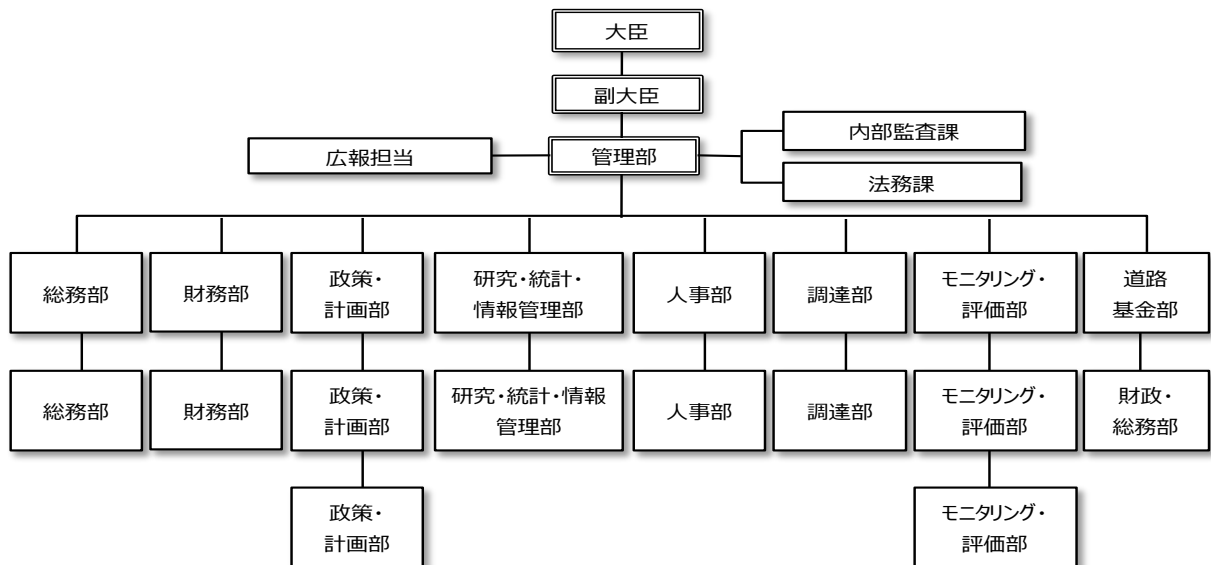 大臣
副大臣
広報担当
管理部
内部監査課
法務課
総務部
財務部
政策・
計画部
研究・統計・
情報管理部
人事部
調達部
モニタリング・
評価部
道路
基金部
総務部
財務部
政策・
計画部
研究・統計・情報
管理部
人事部
調達部
モニタリング・
評価部
財政・
総務部
政策・
計画部
モニタリング・
評価部